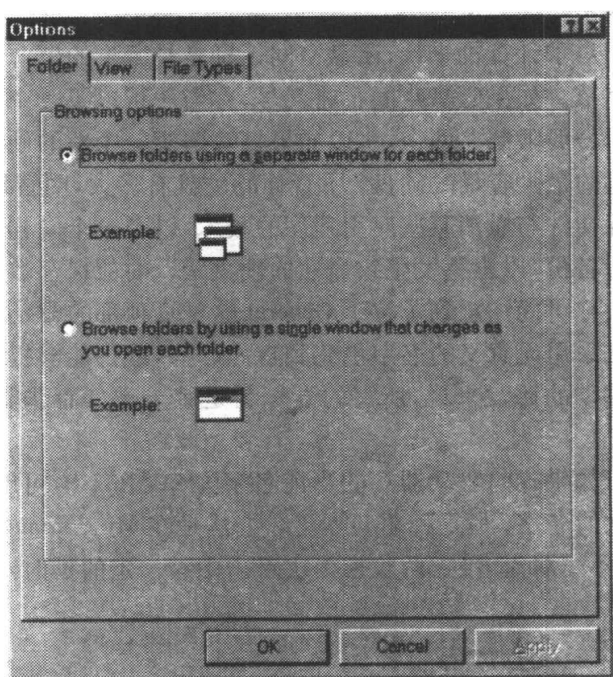 Options
Folder View File Types
Browsing options
Browse folders using a separate window for each folder.
Example:
Browse folders by using a single window that changes as
you open each folder.
Example:
OK Cancel Apply